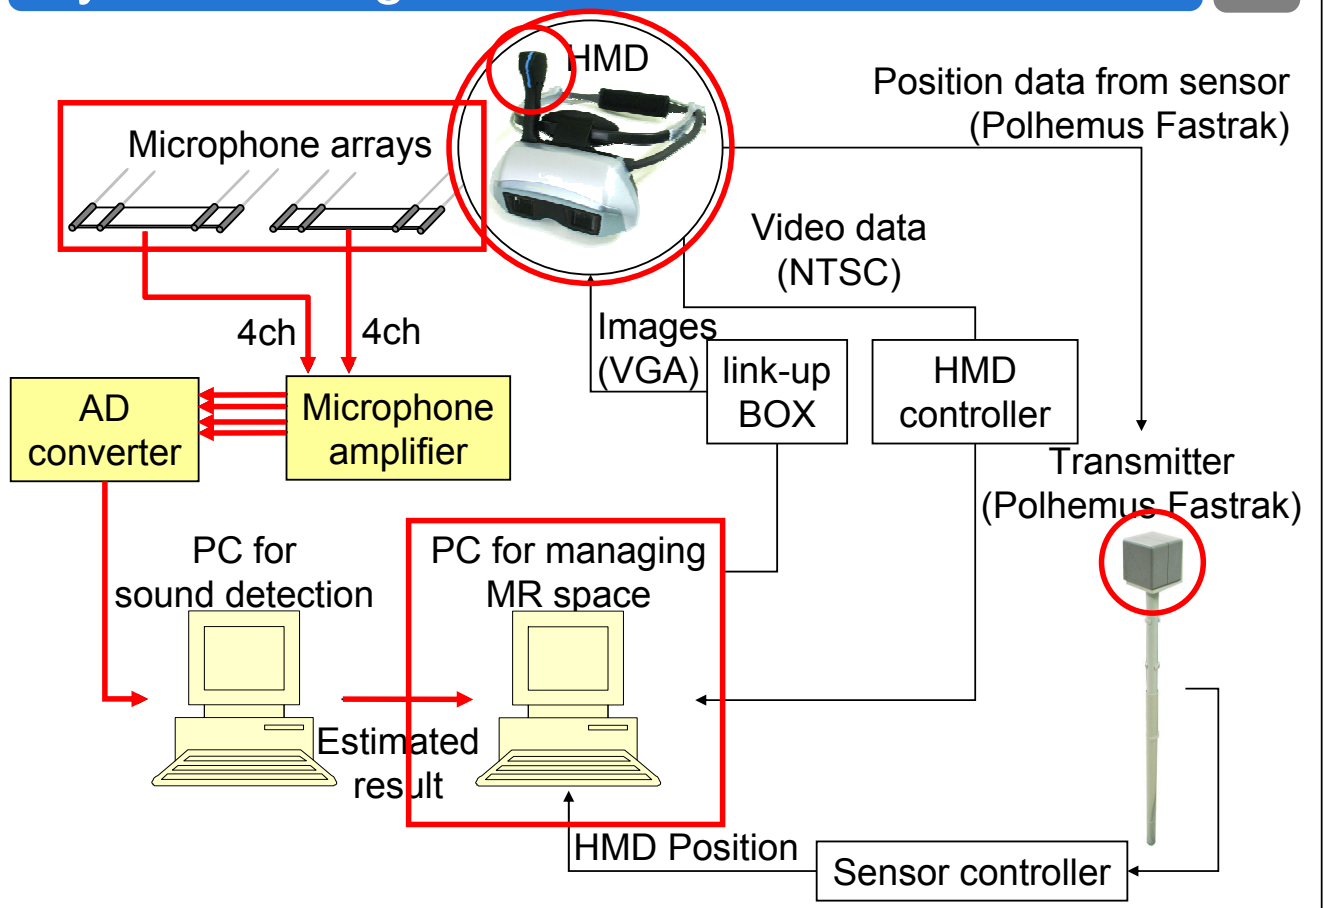 HMD
Position data from sensor
(Polhemus Fastrak)
Microphone arrays
Video data
(NTSC)
4ch
4ch
Images
(VGA)
link-up
BOX
HMD
controller
AD
converter
Microphone
amplifier
Transmitter
(Polhemus Fastrak)
PC for
sound detection
PC for managing
MR space
Estimated
result
HMD Position
Sensor controller